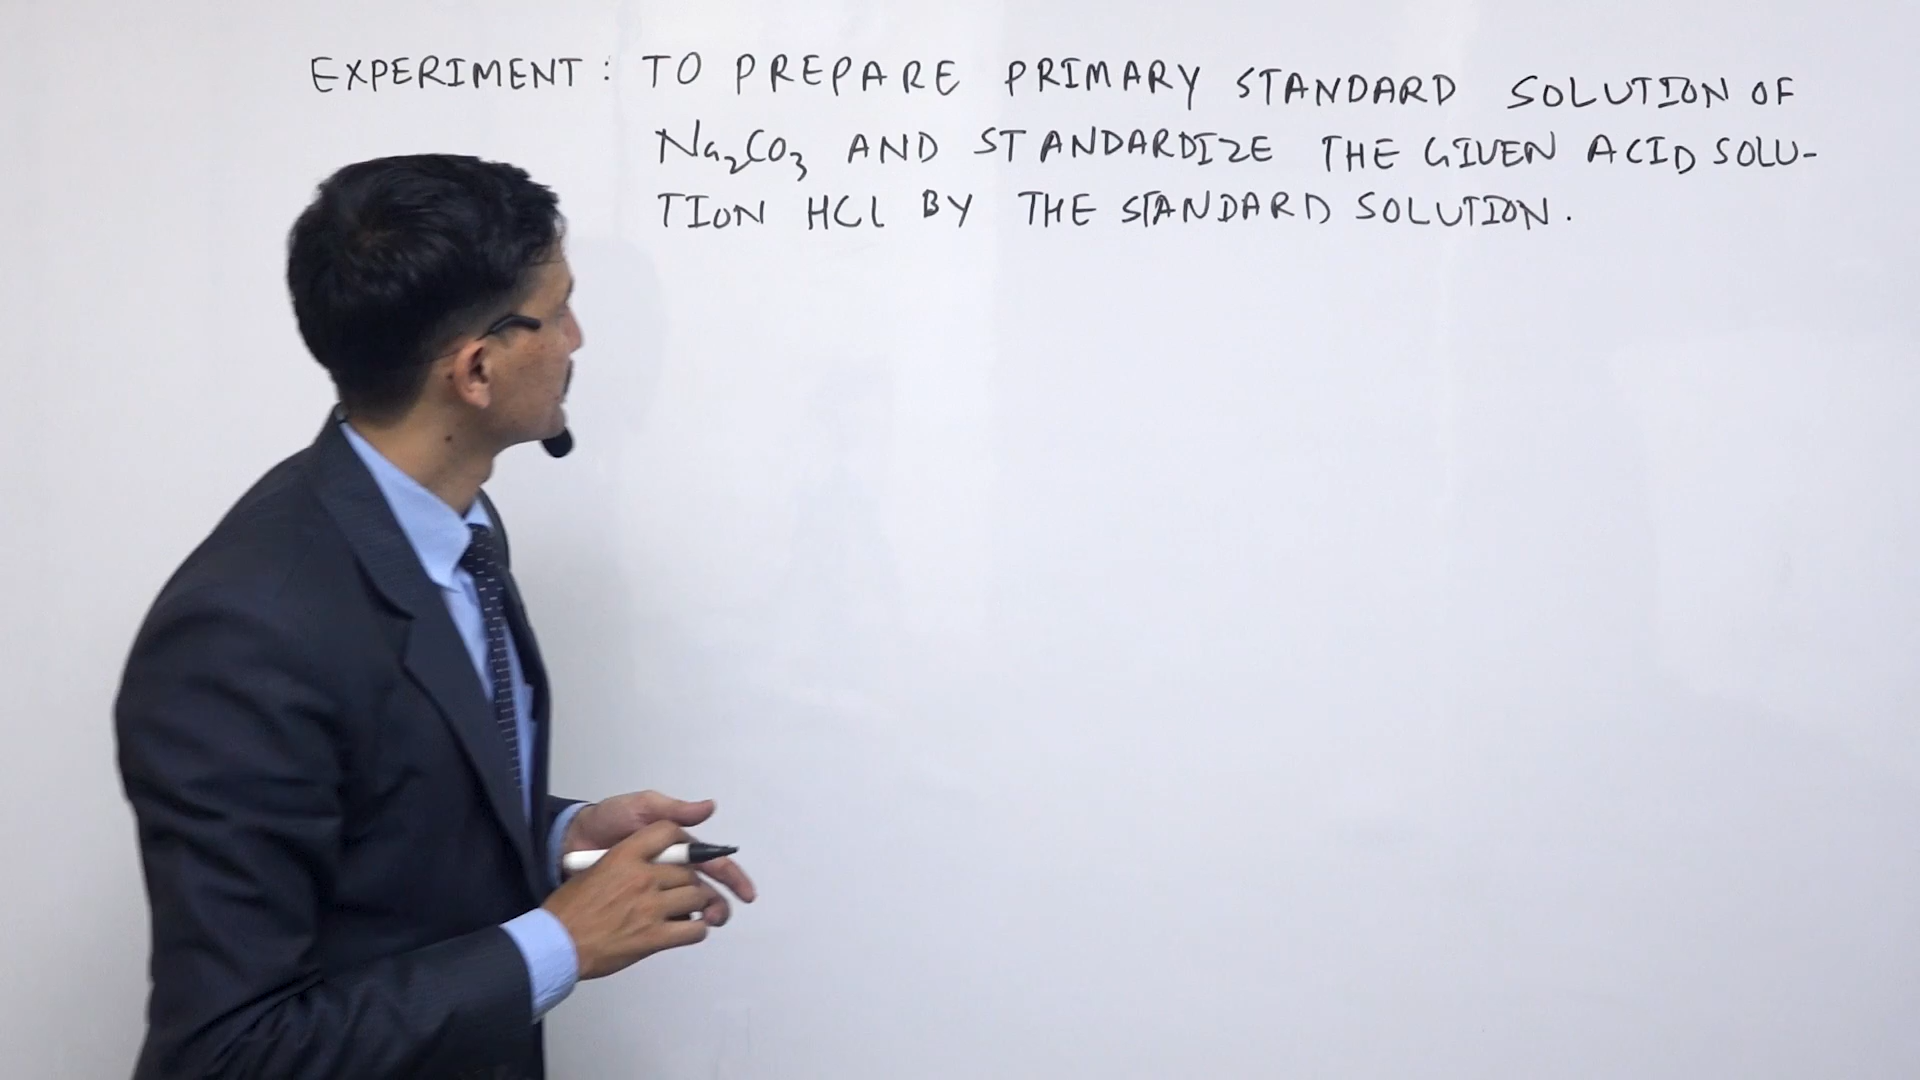 EXPERIMENT: TO PREPARE PRIMARY STANDARD SOLUTION OF
Na₂CO₃ AND STANDARDIZE THE GIVEN ACID SOLU-
TION HCl BY THE STANDARD SOLUTION.